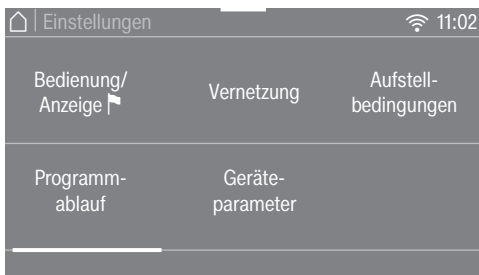 Einstellungen 11:02
Bedienung/
Anzeige
Vernetzung
Aufstell-
bedingungen
Programm-
ablauf
Geräte-
parameter